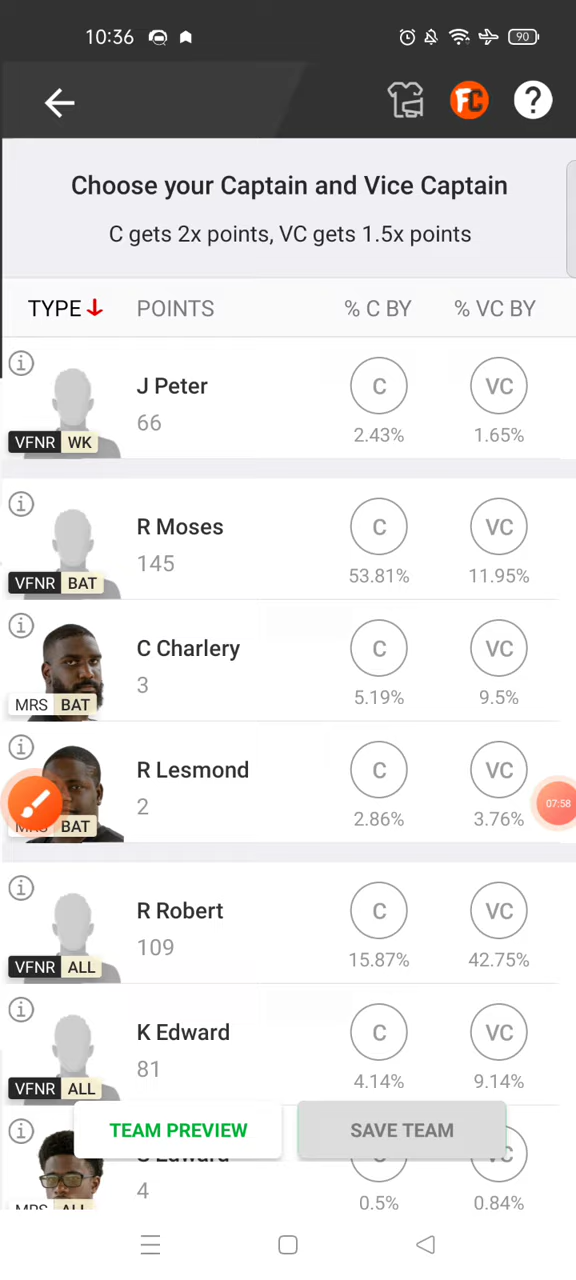 10:36
90
FC
?
Choose your Captain and Vice Captain
C gets 2x points, VC gets 1.5x points
TYPE POINTS % C BY % VC BY
i
J Peter
66
C
VC
VFNR WK
2.43% 1.65%
i
R Moses
145
C
VC
VFNR BAT
53.81% 11.95%
i
C Charlery
3
C
VC
MRS BAT
5.19% 9.5%
i
R Lesmond
2
C
VC
07:58
BAT
2.86% 3.76%
i
R Robert
109
C
VC
VFNR ALL
15.87% 42.75%
i
K Edward
81
C
VC
VFNR ALL
4.14% 9.14%
TEAM PREVIEW SAVE TEAM
i
Edward
4
C
VC
MRS ALL
0.5% 0.84%